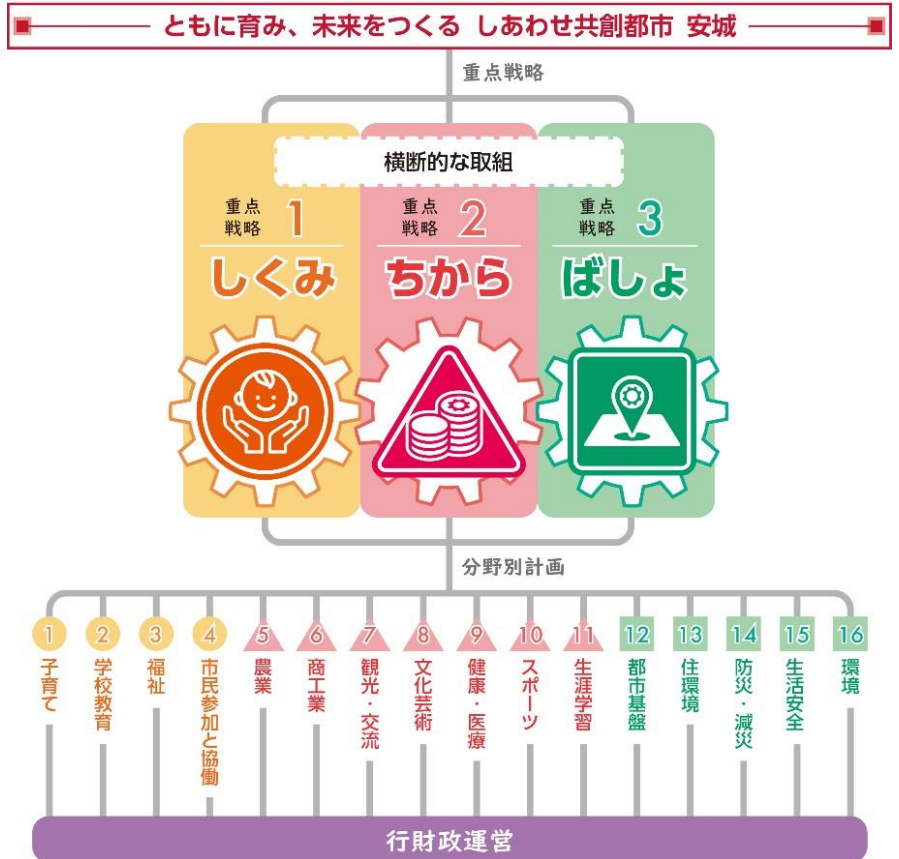 ともに育み、未来をつくる しあわせ共創都市 安城
重点戦略
横断的な取組
重点
戦略 1
しくみ
重点
戦略 2
ちから
重点
戦略 3
ばしょ
分野別計画
1 子育て
2 学校教育
3 福祉
4 市民参加と協働
5 農業
6 商工業
7 観光・交流
8 文化芸術
9 健康・医療
10 スポーツ
11 生涯学習
12 都市基盤
13 住環境
14 防災・減災
15 生活安全
16 環境
行財政運営